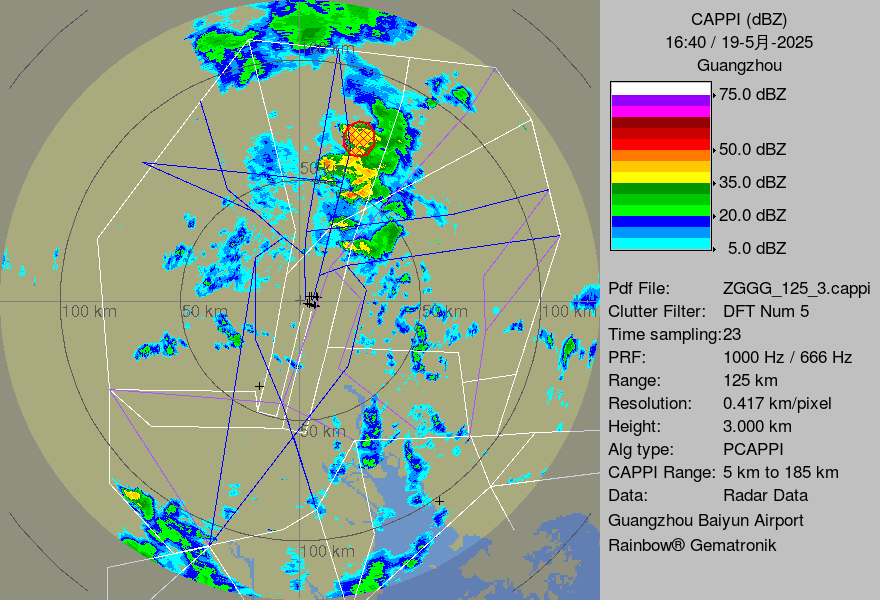 CAPPI (dBZ)
16:40 / 19-5月-2025
Guangzhou
75.0 dBZ
50.0 dBZ
35.0 dBZ
20.0 dBZ
5.0 dBZ
100 km
50 km
50 km
100 km
50 km
100 km
Pdf File: ZGGG_125_3.cappi
Clutter Filter: DFT Num 5
Time sampling:23
PRF: 1000 Hz / 666 Hz
Range: 125 km
Resolution: 0.417 km/pixel
Height: 3.000 km
Alg type: PCAPPI
CAPPI Range: 5 km to 185 km
Data: Radar Data
Guangzhou Baiyun Airport
Rainbow® Gematronik